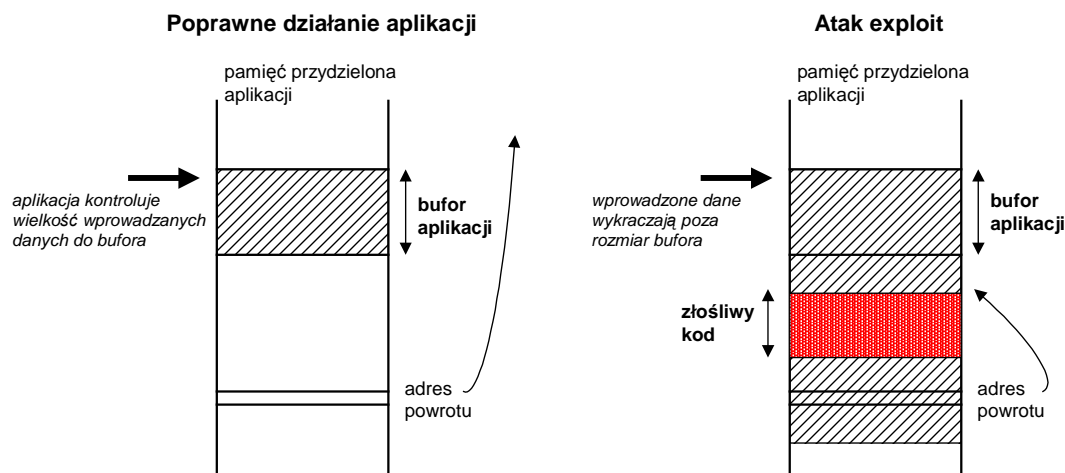 Poprawne działanie aplikacji
pamięć przydzielona
aplikacji
aplikacja kontroluje
wielkość wprowadzanych
danych do bufora
bufor
aplikacji
adres
powrotu
Atak exploit
pamięć przydzielona
aplikacji
wprowadzone dane
wykraczają poza
rozmiar bufora
bufor
aplikacji
złośliwy
kod
adres
powrotu